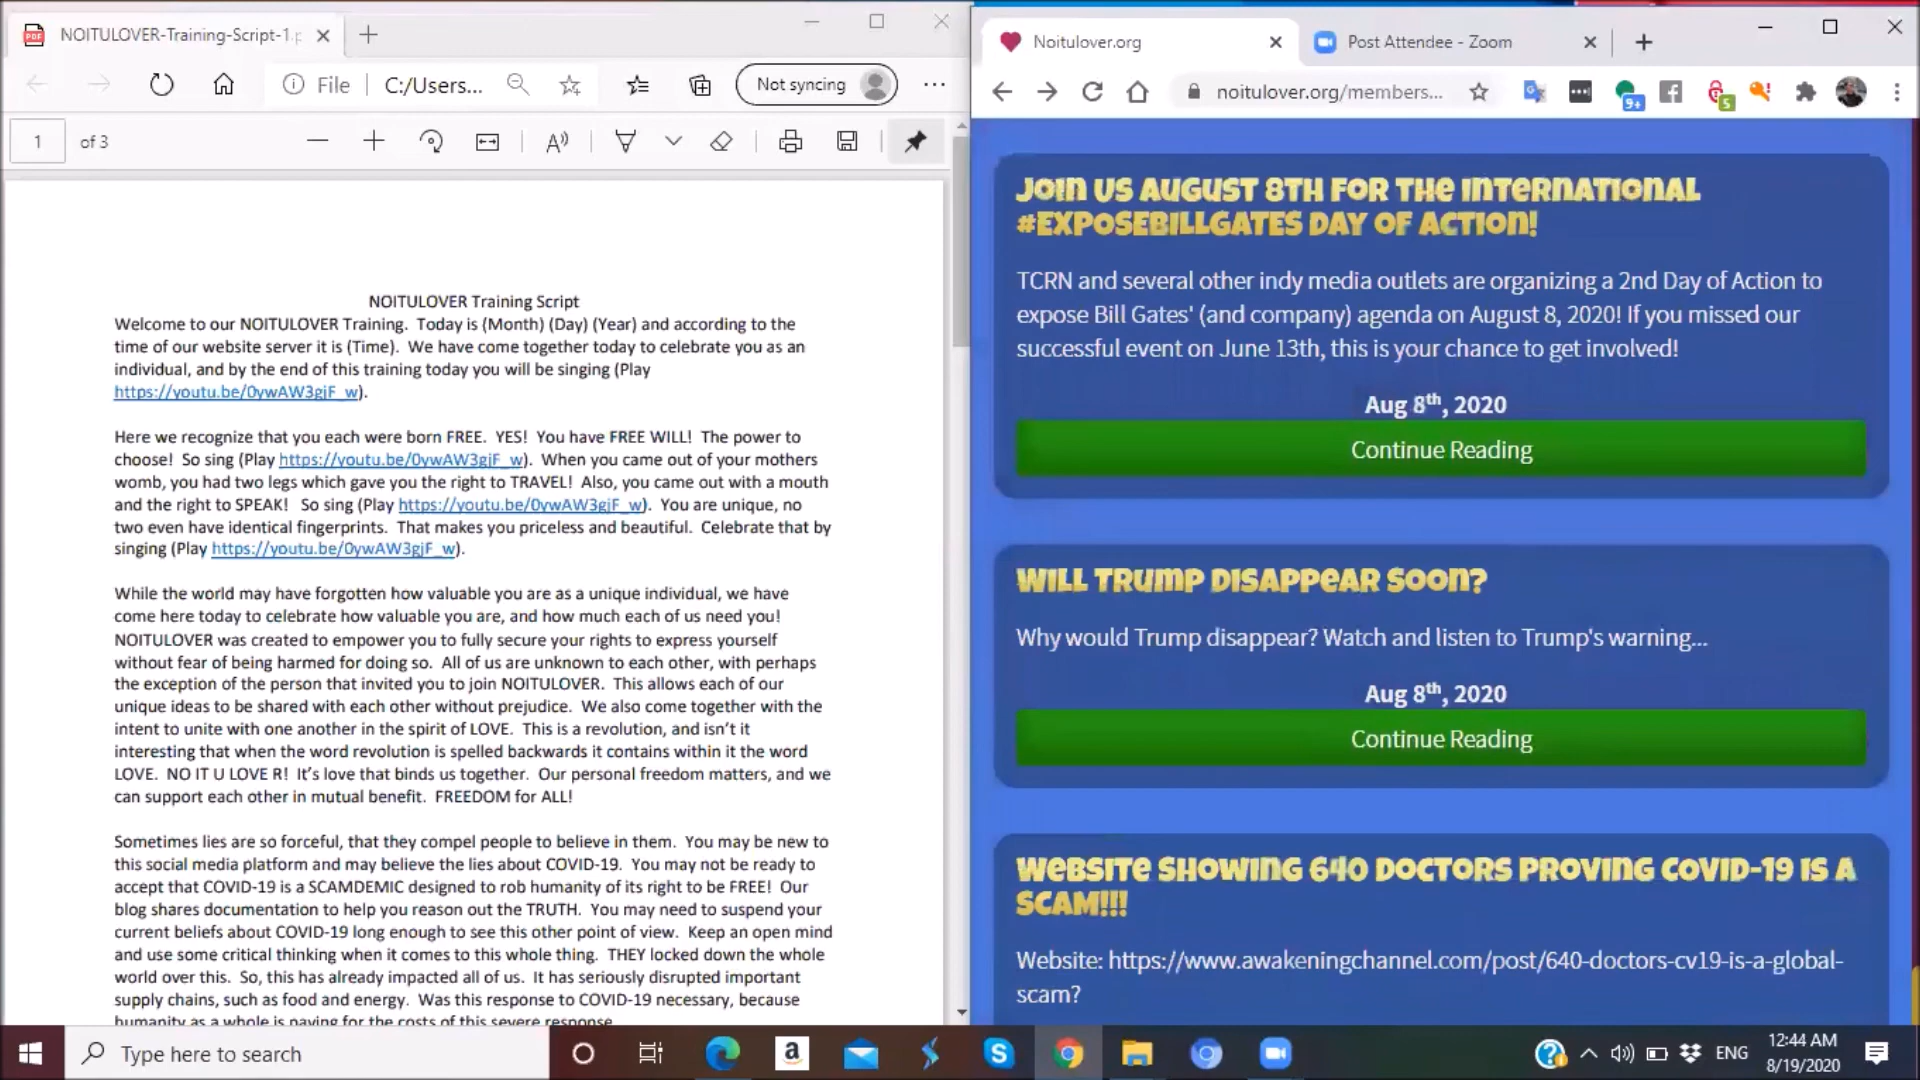 NOITULOVER-Training-Script-1.p
Not syncing
File
C:/Users...
1
of 3
NOITULOVER Training Script
Welcome to our NOITULOVER Training.  Today is (Month) (Day) (Year) and according to the
time of our website server it is (Time).  We have come together today to celebrate you as an
individual, and by the end of this training today you will be singing (Play
https://youtu.be/0ywAW3gjF_w).
Here we recognize that you each were born FREE.  YES!  You have FREE WILL!  The power to
choose!  So sing (Play https://youtu.be/0ywAW3gjF_w).  When you came out of your mothers
womb, you had two legs which gave you the right to TRAVEL!  Also, you came out with a mouth
and the right to SPEAK!   So sing (Play https://youtu.be/0ywAW3gjF_w).  You are unique, no
two even have identical fingerprints.  That makes you priceless and beautiful.  Celebrate that by
singing (Play https://youtu.be/0ywAW3gjF_w).
While the world may have forgotten how valuable you are as a unique individual, we have
come here today to celebrate how valuable you are, and how much each of us need you!
NOITULOVER was created to empower you to fully secure your rights to express yourself
without fear of being harmed for doing so.  All of us are unknown to each other, with perhaps
the exception of the person that invited you to join NOITULOVER.  This allows each of our
unique ideas to be shared with each other without prejudice.  We also come together with the
intent to unite with one another in the spirit of LOVE.  This is a revolution, and isn't it
interesting that when the word revolution is spelled backwards it contains within it the word
LOVE.  NO IT U LOVE R!  It's love that binds us together.  Our personal freedom matters, and we
can support each other in mutual benefit.  FREEDOM for ALL!
Sometimes lies are so forceful, that they compel people to believe in them.  You may be new to
this social media platform and may believe the lies about COVID-19.  You may not be ready to
accept that COVID-19 is a SCAMDEMIC designed to rob humanity of its right to be FREE!  Our
blog shares documentation to help you reason out the TRUTH.  You may need to suspend your
current beliefs about COVID-19 long enough to see this other point of view.  Keep an open mind
and use some critical thinking when it comes to this whole thing.  THEY locked down the whole
world over this.  So, this has already impacted all of us.  It has seriously disrupted important
supply chains, such as food and energy.  Was this response to COVID-19 necessary, because
humanity as a whole is paying for the costs of this severe response
Noitulover.org
Post Attendee - Zoom
noitulover.org/members...
9+
5
JOIN US AUGUST 8TH FOR THE INTERNATIONAL
#EXPOSEBILLGATES DAY OF ACTION!
TCRN and several other indy media outlets are organizing a 2nd Day of Action to
expose Bill Gates' (and company) agenda on August 8, 2020! If you missed our
successful event on June 13th, this is your chance to get involved!
Aug 8th, 2020
Continue Reading
WILL TRUMP DISAPPEAR SOON?
Why would Trump disappear? Watch and listen to Trump's warning...
Aug 8th, 2020
Continue Reading
WEBSITE SHOWING 640 DOCTORS PROVING COVID-19 IS A
SCAM!!!
Website: https://www.awakeningchannel.com/post/640-doctors-cv19-is-a-global-
scam?
Type here to search
ENG
12:44 AM
8/19/2020